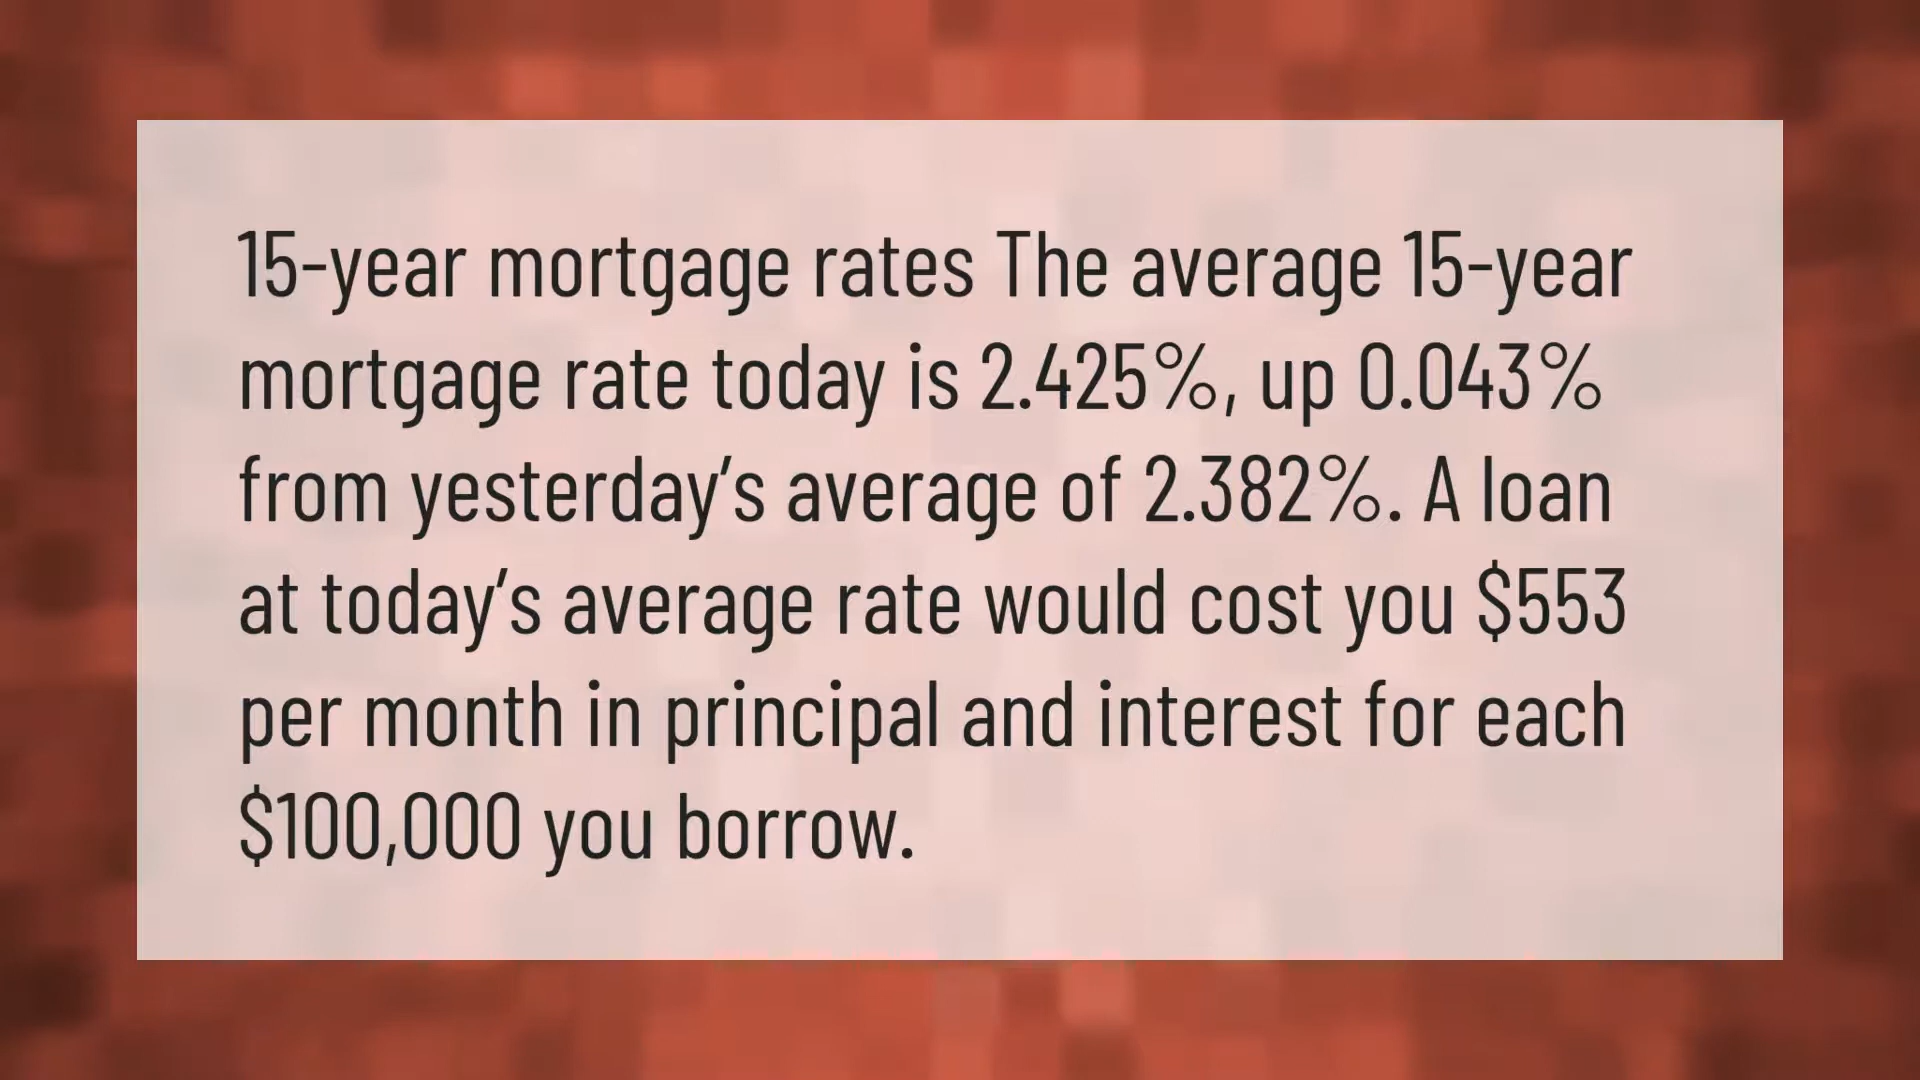 15-year mortgage rates The average 15-year
mortgage rate today is 2.425%, up 0.043%
from yesterday’s average of 2.382%. A loan
at today’s average rate would cost you $553
per month in principal and interest for each
$100,000 you borrow.